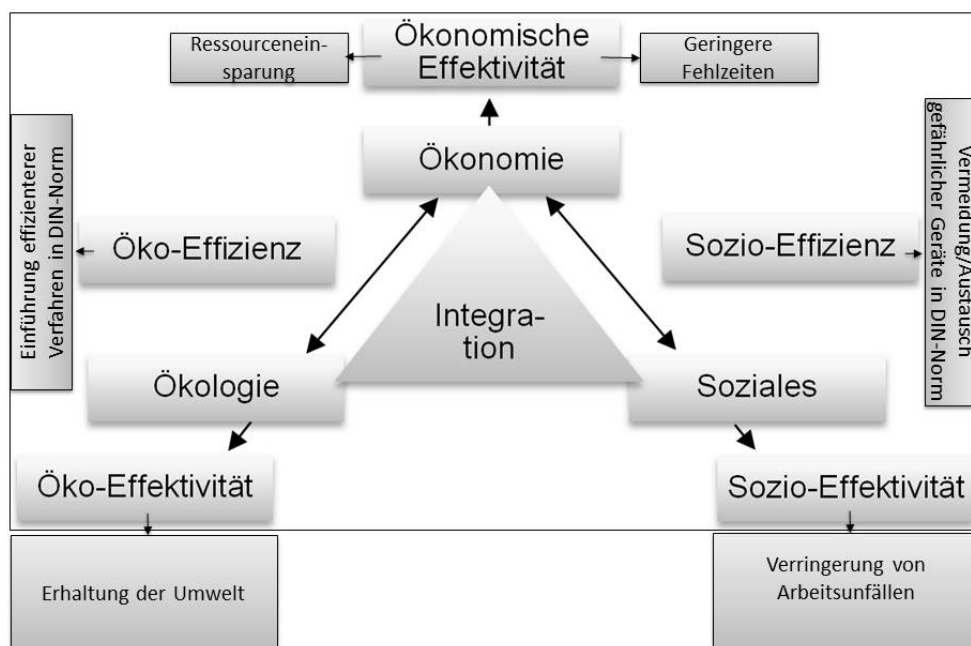 Ressourcenein-
sparung
Ökonomische
Effektivität
Geringere
Fehlzeiten
Ökonomie
Einführung effizienterer
Verfahren in DIN-Norm
Öko-Effizienz
Sozio-Effizienz
Vermeidung/Austausch
gefährlicher Geräte in DIN-Norm
Integra-
tion
Ökologie
Soziales
Öko-Effektivität
Sozio-Effektivität
Erhaltung der Umwelt
Verringerung von
Arbeitsunfällen